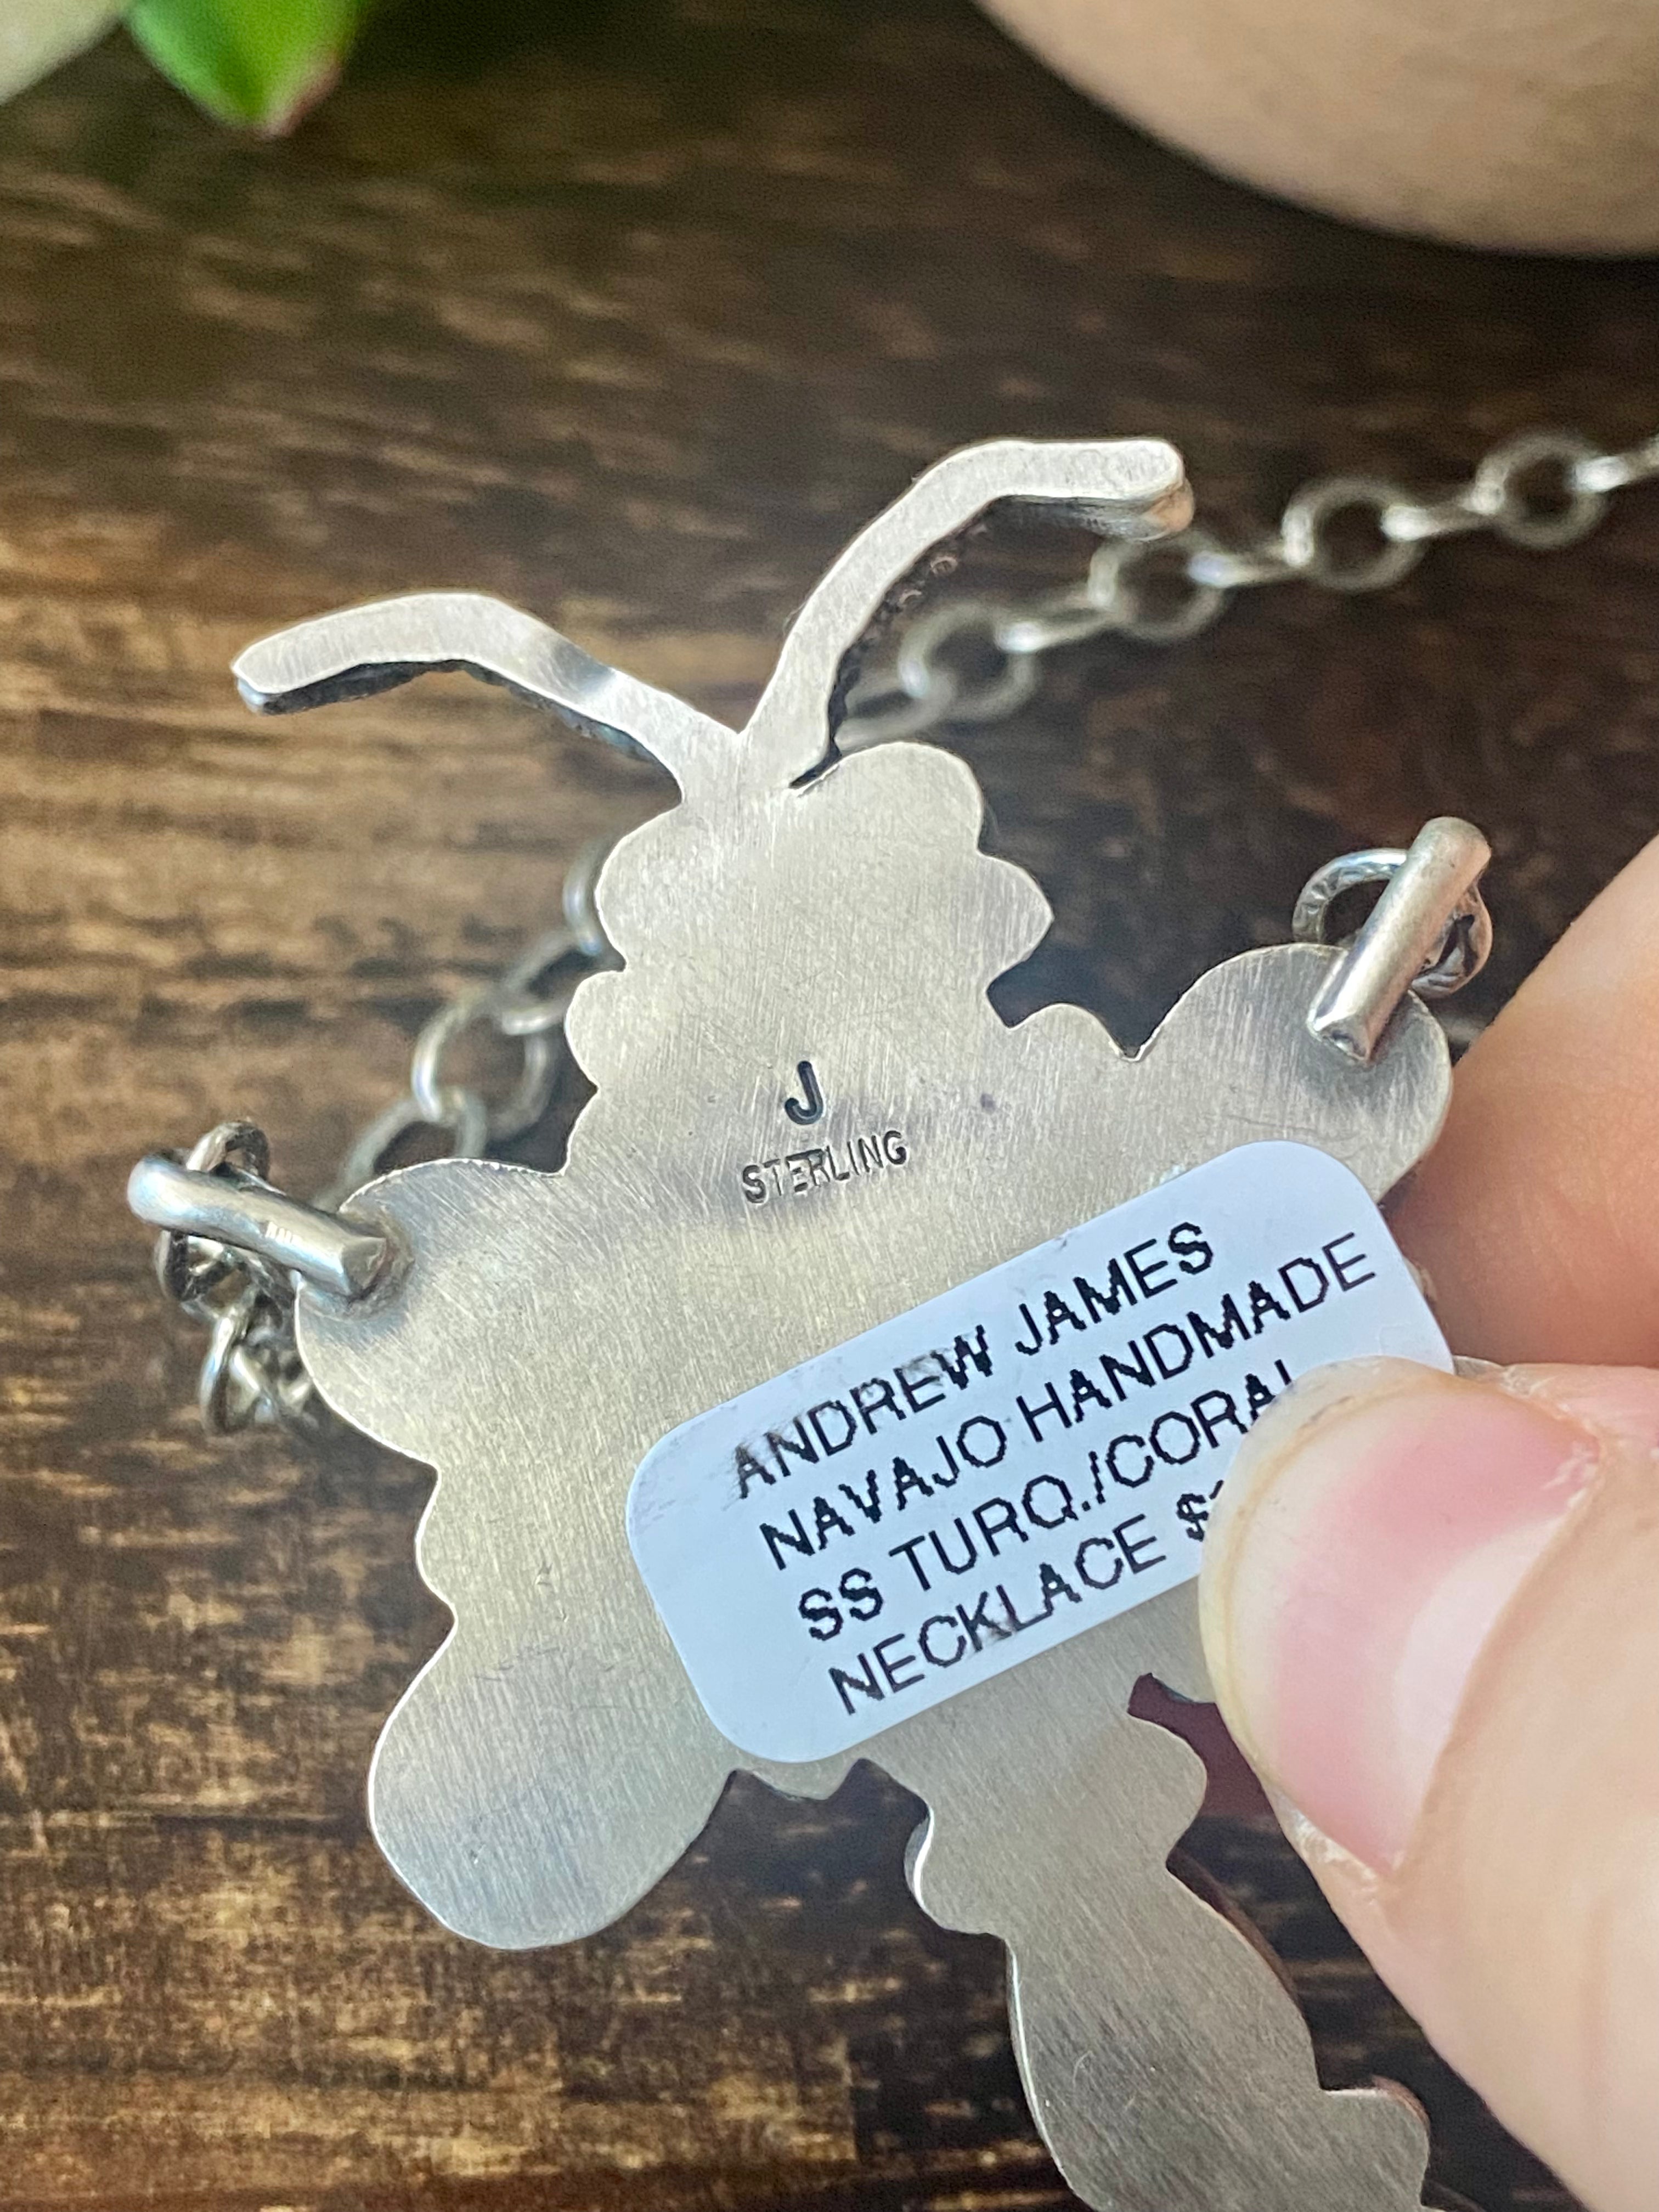 J
STERLING
ANDREW JAMES
NAVAJO HANDMADE
SS TURQ./CORAL
NECKLACE